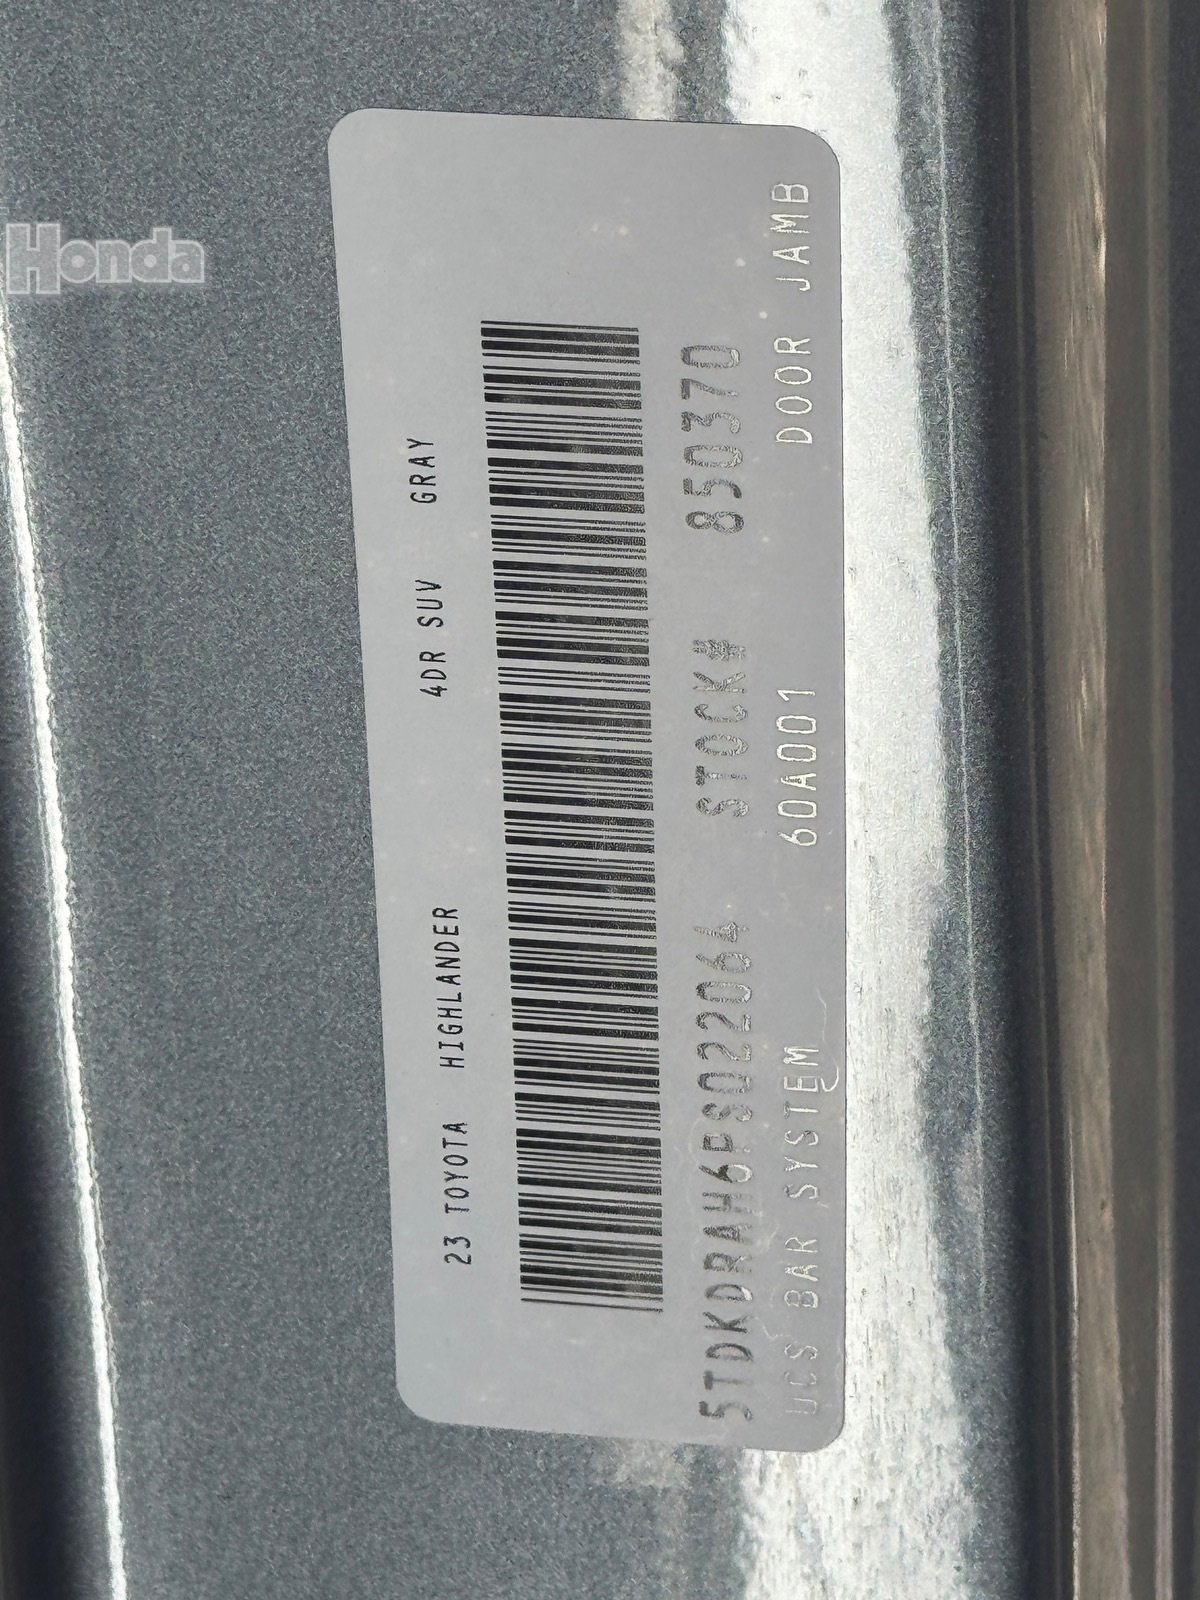 Honda
23 TOYOTA HIGHLANDER 4DR SUV GRAY
5TDKDRAH6PS022064 STOCK# 850370
UCS BAR SYSTEM 60A001 DOOR JAMB